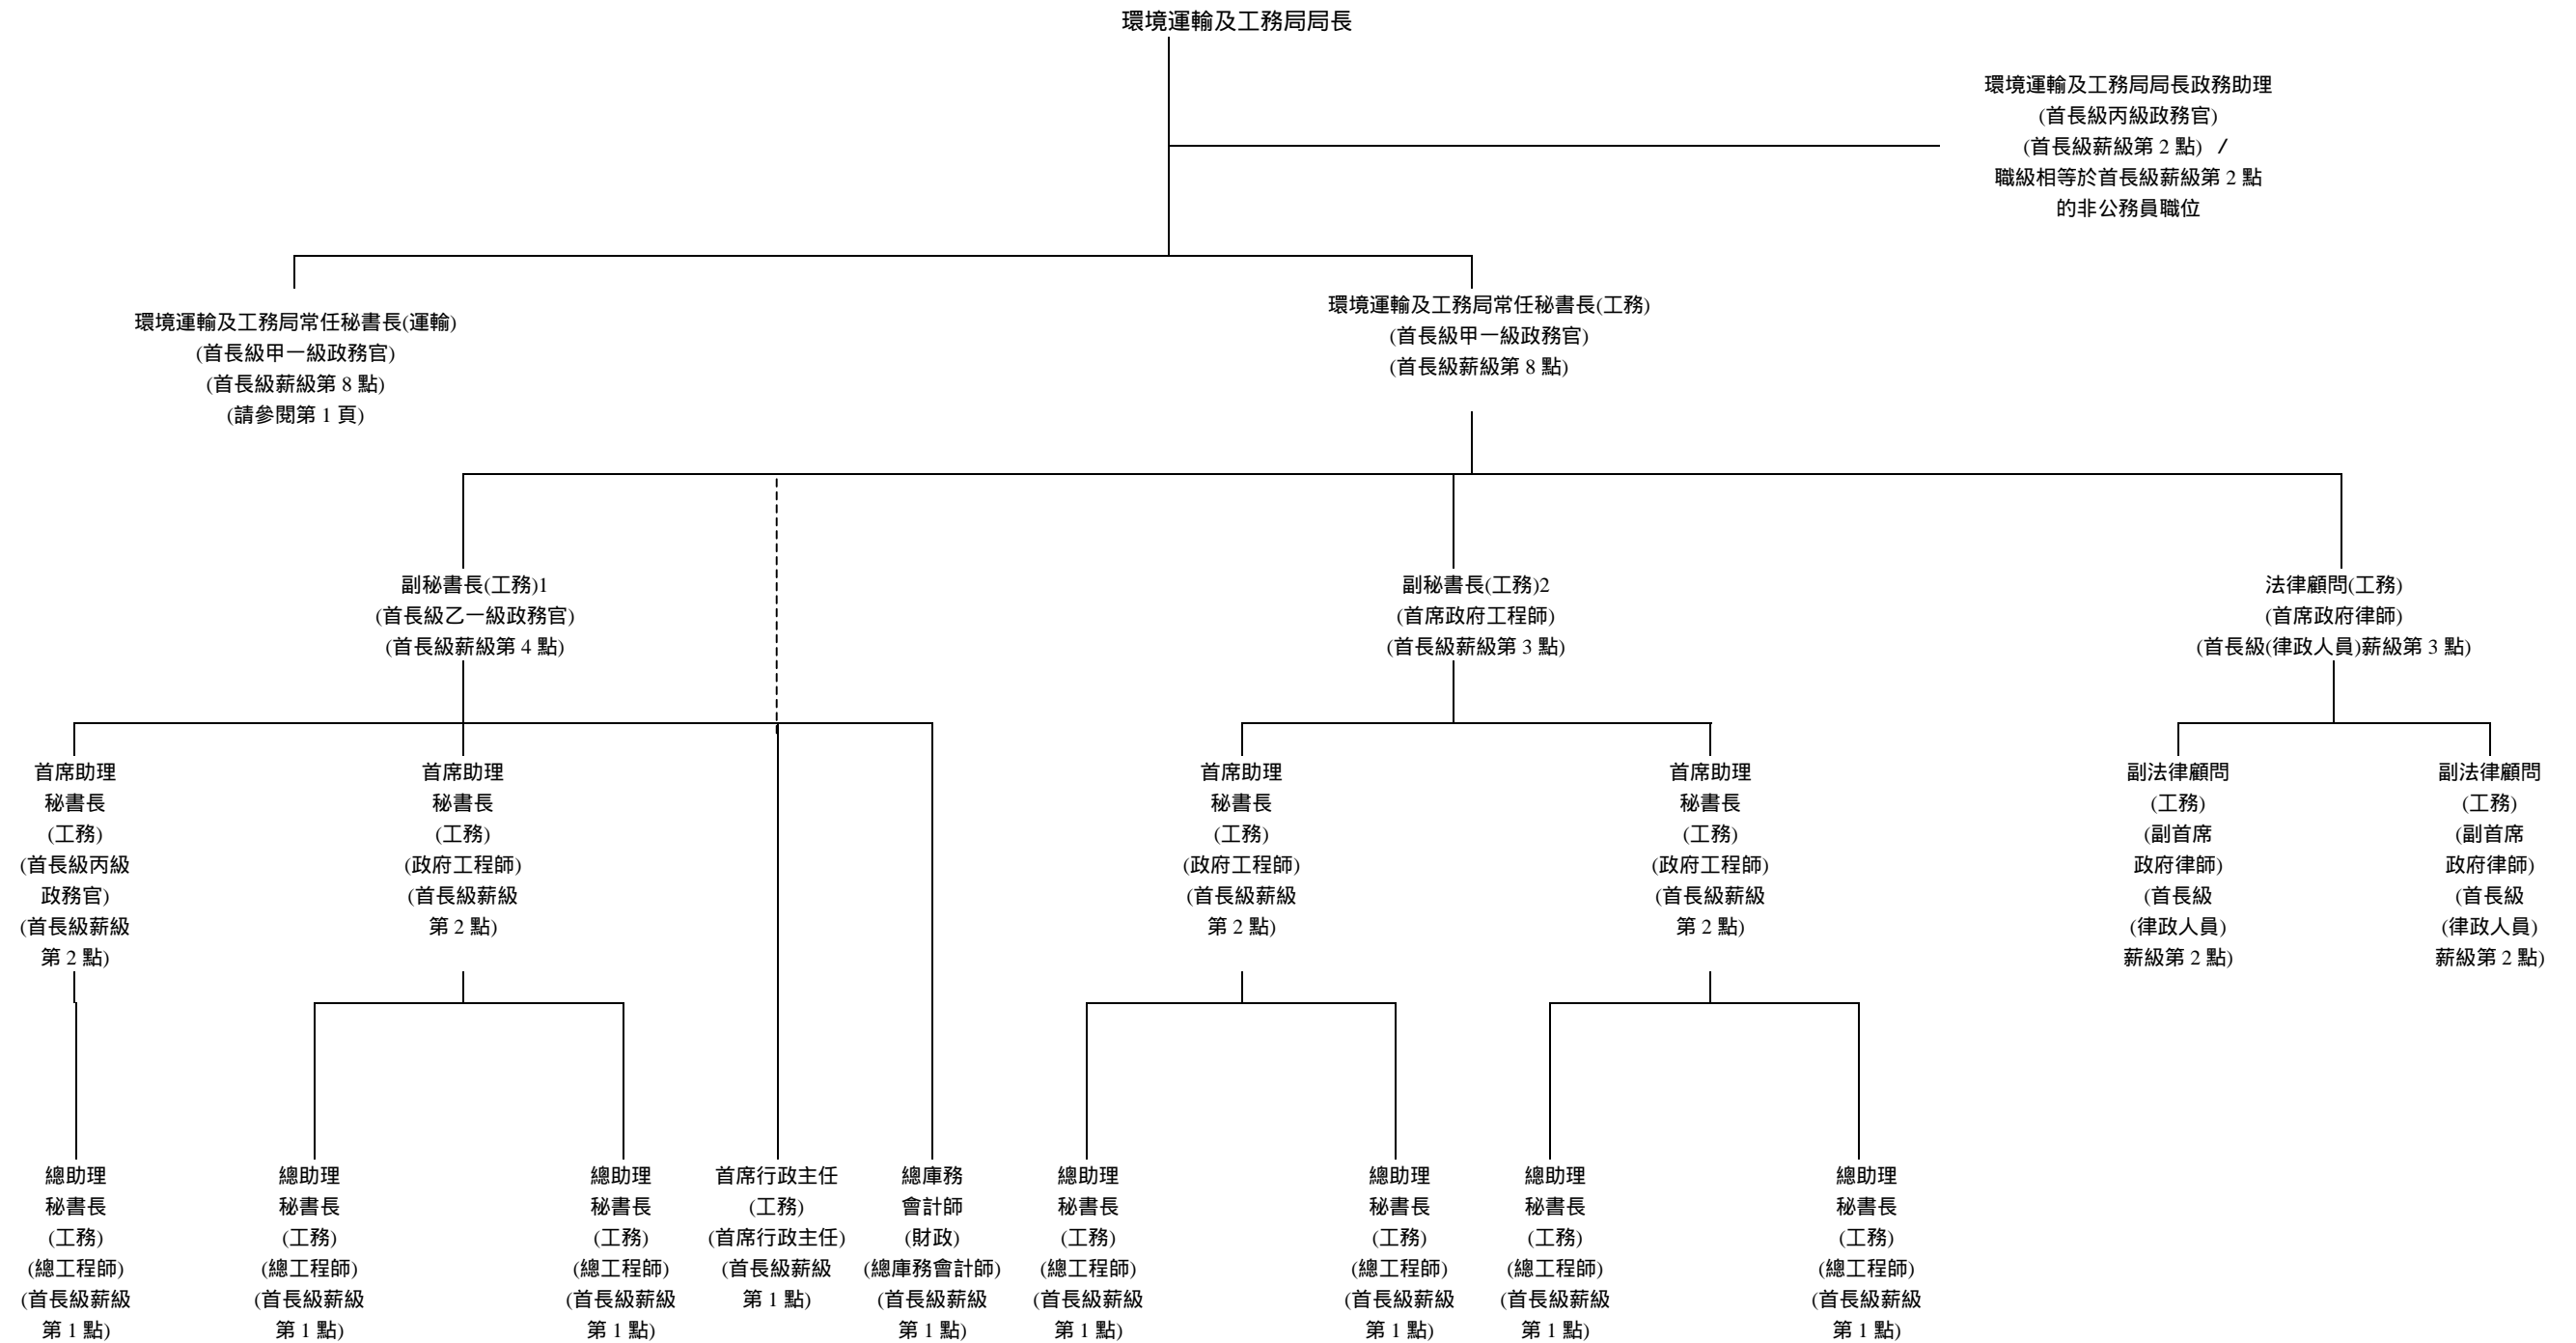 環境運輸及工務局局長
環境運輸及工務局局長政務助理
(首長級丙級政務官)
(首長級薪級第 2 點) /
職級相等於首長級薪級第 2 點
的非公務員職位
環境運輸及工務局常任秘書長(運輸)
(首長級甲一級政務官)
(首長級薪級第 8 點)
(請參閱第 1 頁)
環境運輸及工務局常任秘書長(工務)
(首長級甲一級政務官)
(首長級薪級第 8 點)
副秘書長(工務)1
(首長級乙一級政務官)
(首長級薪級第 4 點)
副秘書長(工務)2
(首席政府工程師)
(首長級薪級第 3 點)
法律顧問(工務)
(首席政府律師)
(首長級(律政人員)薪級第 3 點)
首席助理
秘書長
(工務)
(首長級丙級
政務官)
(首長級薪級
第 2 點)
首席助理
秘書長
(工務)
(政府工程師)
(首長級薪級
第 2 點)
首席助理
秘書長
(工務)
(政府工程師)
(首長級薪級
第 2 點)
首席助理
秘書長
(工務)
(政府工程師)
(首長級薪級
第 2 點)
副法律顧問
(工務)
(副首席
政府律師)
(首長級
(律政人員)
薪級第 2 點)
副法律顧問
(工務)
(副首席
政府律師)
(首長級
(律政人員)
薪級第 2 點)
總助理
秘書長
(工務)
(總工程師)
(首長級薪級
第 1 點)
總助理
秘書長
(工務)
(總工程師)
(首長級薪級
第 1 點)
總助理
秘書長
(工務)
(總工程師)
(首長級薪級
第 1 點)
首席行政主任
(工務)
(首席行政主任)
(首長級薪級
第 1 點)
總庫務
會計師
(財政)
(總庫務會計師)
(首長級薪級
第 1 點)
總助理
秘書長
(工務)
(總工程師)
(首長級薪級
第 1 點)
總助理
秘書長
(工務)
(總工程師)
(首長級薪級
第 1 點)
總助理
秘書長
(工務)
(總工程師)
(首長級薪級
第 1 點)
總助理
秘書長
(工務)
(總工程師)
(首長級薪級
第 1 點)